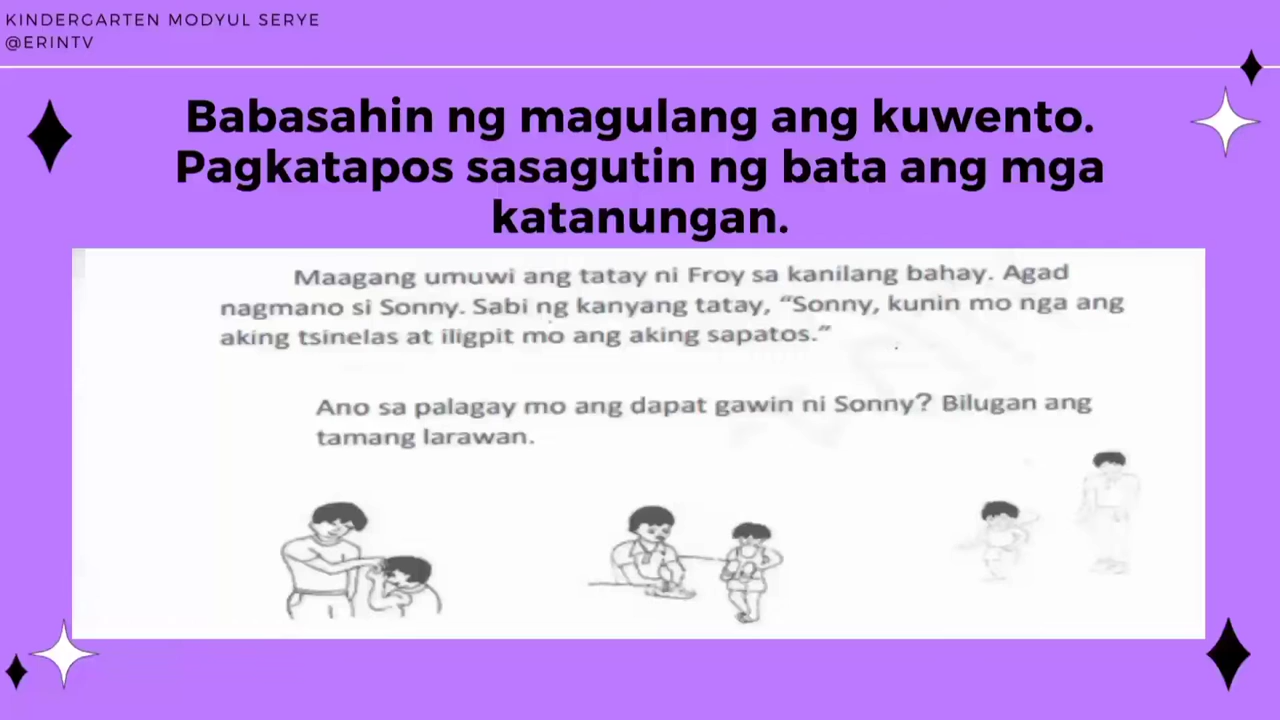 KINDERGARTEN MODYUL SERYE
@ERINTV
Babasahin ng magulang ang kuwento.
Pagkatapos sasagutin ng bata ang mga
katanungan.
Maagang umuwi ang tatay ni Froy sa kanilang bahay. Agad
nagmano si Sonny. Sabi ng kanyang tatay, “Sonny, kunin mo nga ang
aking tsinelas at iligpit mo ang aking sapatos.”
Ano sa palagay mo ang dapat gawin ni Sonny? Bilugan ang
tamang larawan.